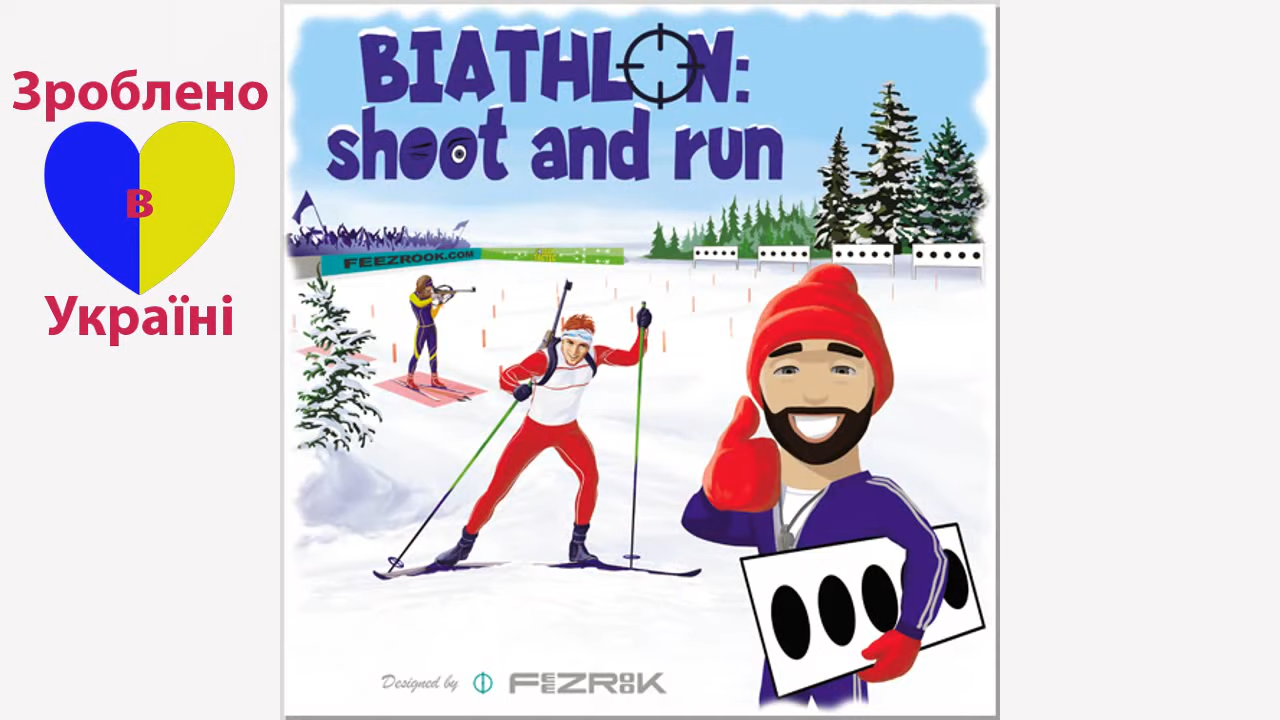 Зроблено
в
Україні
BIATHLON:
shoot and run
FEEZROOK.COM
Designed by FEEZROOK